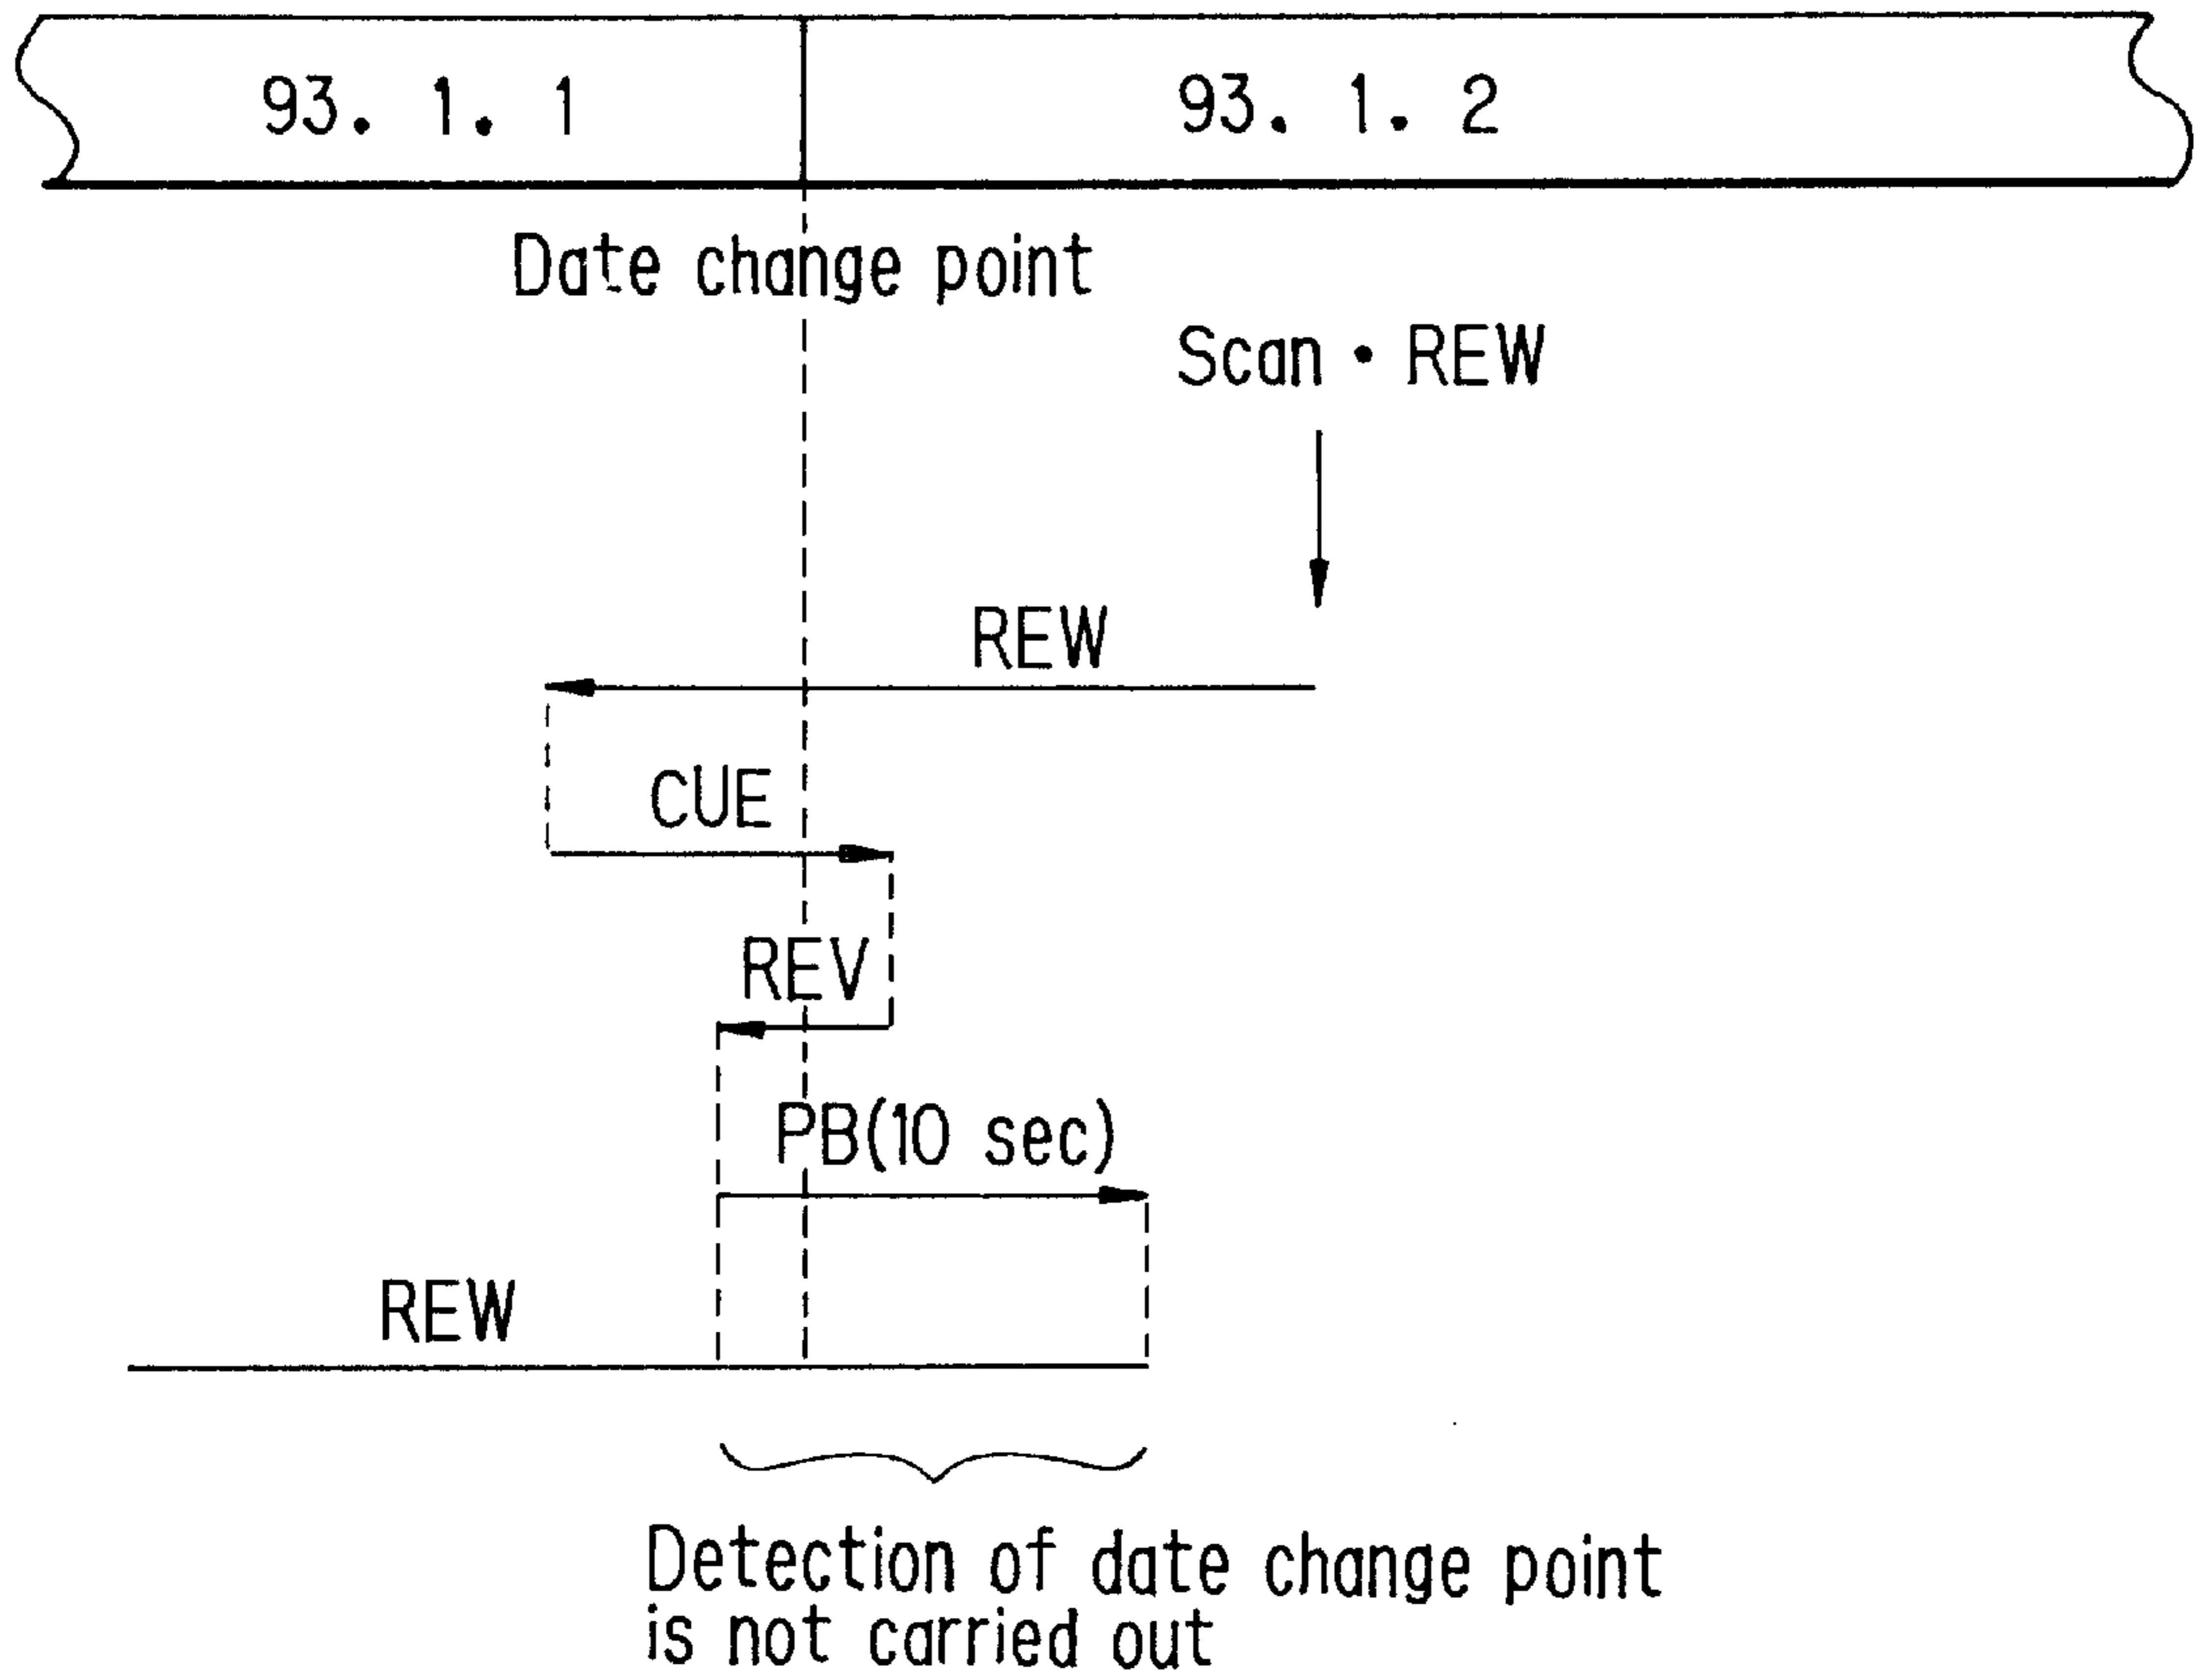 93. 1. 1
93. 1. 2
Date change point
Scan・REW
REW
CUE
REV
PB(10 sec)
REW
Detection of date change point
is not carried out